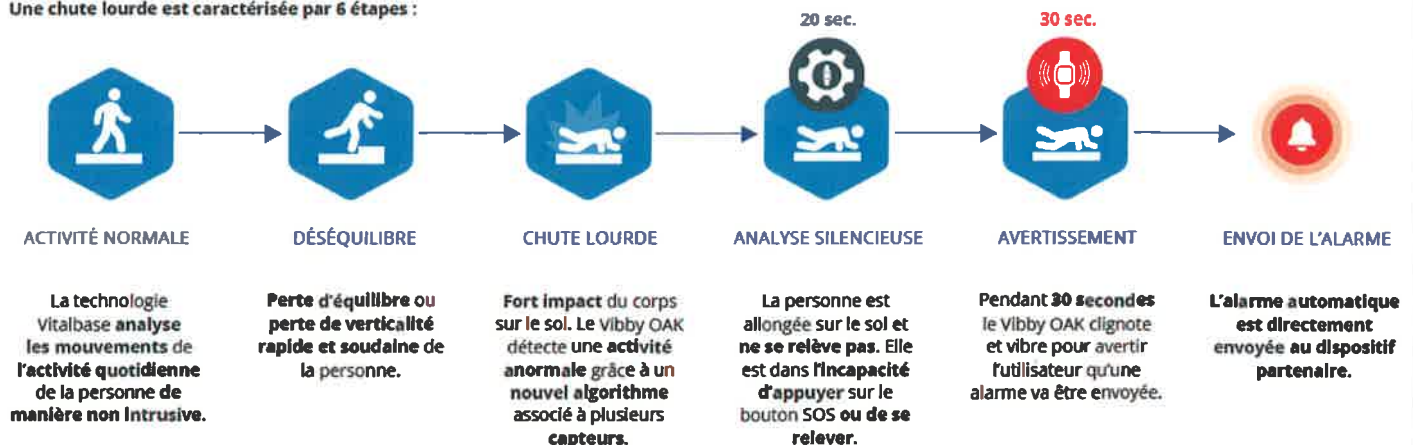 Une chute lourde est caractérisée par 6 étapes :
20 sec.
30 sec.
ACTIVITÉ NORMALE
La technologie
Vitalbase analyse
les mouvements de
l'activité quotidienne
de la personne de
manière non intrusive.
DÉSÉQUILIBRE
Perte d'équilibre ou
perte de verticalité
rapide et soudaine de
la personne.
CHUTE LOURDE
Fort impact du corps
sur le sol. Le Vibby OAK
détecte une activité
anormale grâce à un
nouvel algorithme
associé à plusieurs
capteurs.
ANALYSE SILENCIEUSE
La personne est
allongée sur le sol et
ne se relève pas. Elle
est dans l'incapacité
d'appuyer sur le
bouton SOS ou de se
relever.
AVERTISSEMENT
Pendant 30 secondes
le Vibby OAK clignote
et vibre pour avertir
l'utilisateur qu'une
alarme va être envoyée.
ENVOI DE L'ALARME
L'alarme automatique
est directement
envoyée au dispositif
partenaire.